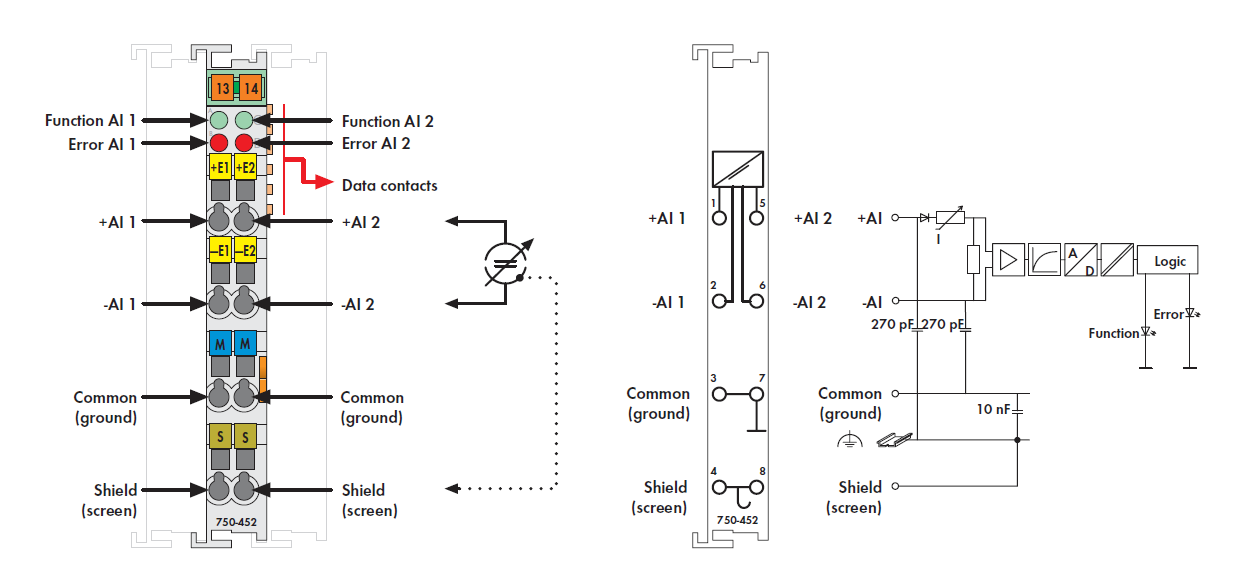 13 14
Function AI 1
Function AI 2
Error AI 1
Error AI 2
+E1 +E2
Data contacts
+AI 1
+AI 2
–E1 –E2
-AI 1
-AI 2
M M
Common
(ground)
Common
(ground)
S S
Shield
(screen)
Shield
(screen)
750-452
1 5
+AI 1
+AI 2
2 6
-AI 1
-AI 2
3 7
Common
(ground)
4 8
Shield
(screen)
750-452
+AI
I
A
D
Logic
-AI
270 pF 270 pF
Function
Error
Common
(ground)
10 nF
Shield
(screen)